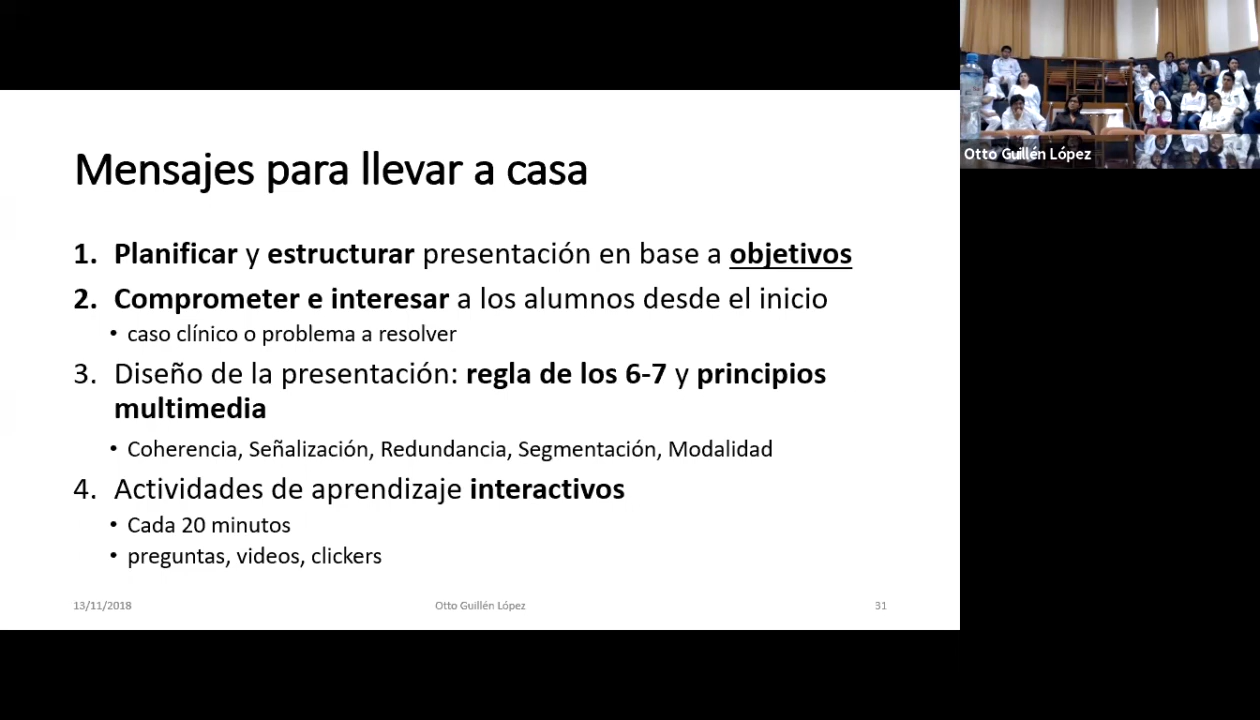 Mensajes para llevar a casa
1. Planificar y estructurar presentación en base a objetivos
2. Comprometer e interesar a los alumnos desde el inicio
• caso clínico o problema a resolver
3. Diseño de la presentación: regla de los 6-7 y principios
multimedia
• Coherencia, Señalización, Redundancia, Segmentación, Modalidad
4. Actividades de aprendizaje interactivos
• Cada 20 minutos
• preguntas, videos, clickers
13/11/2018 Otto Guillén López 31
Otto Guillén López